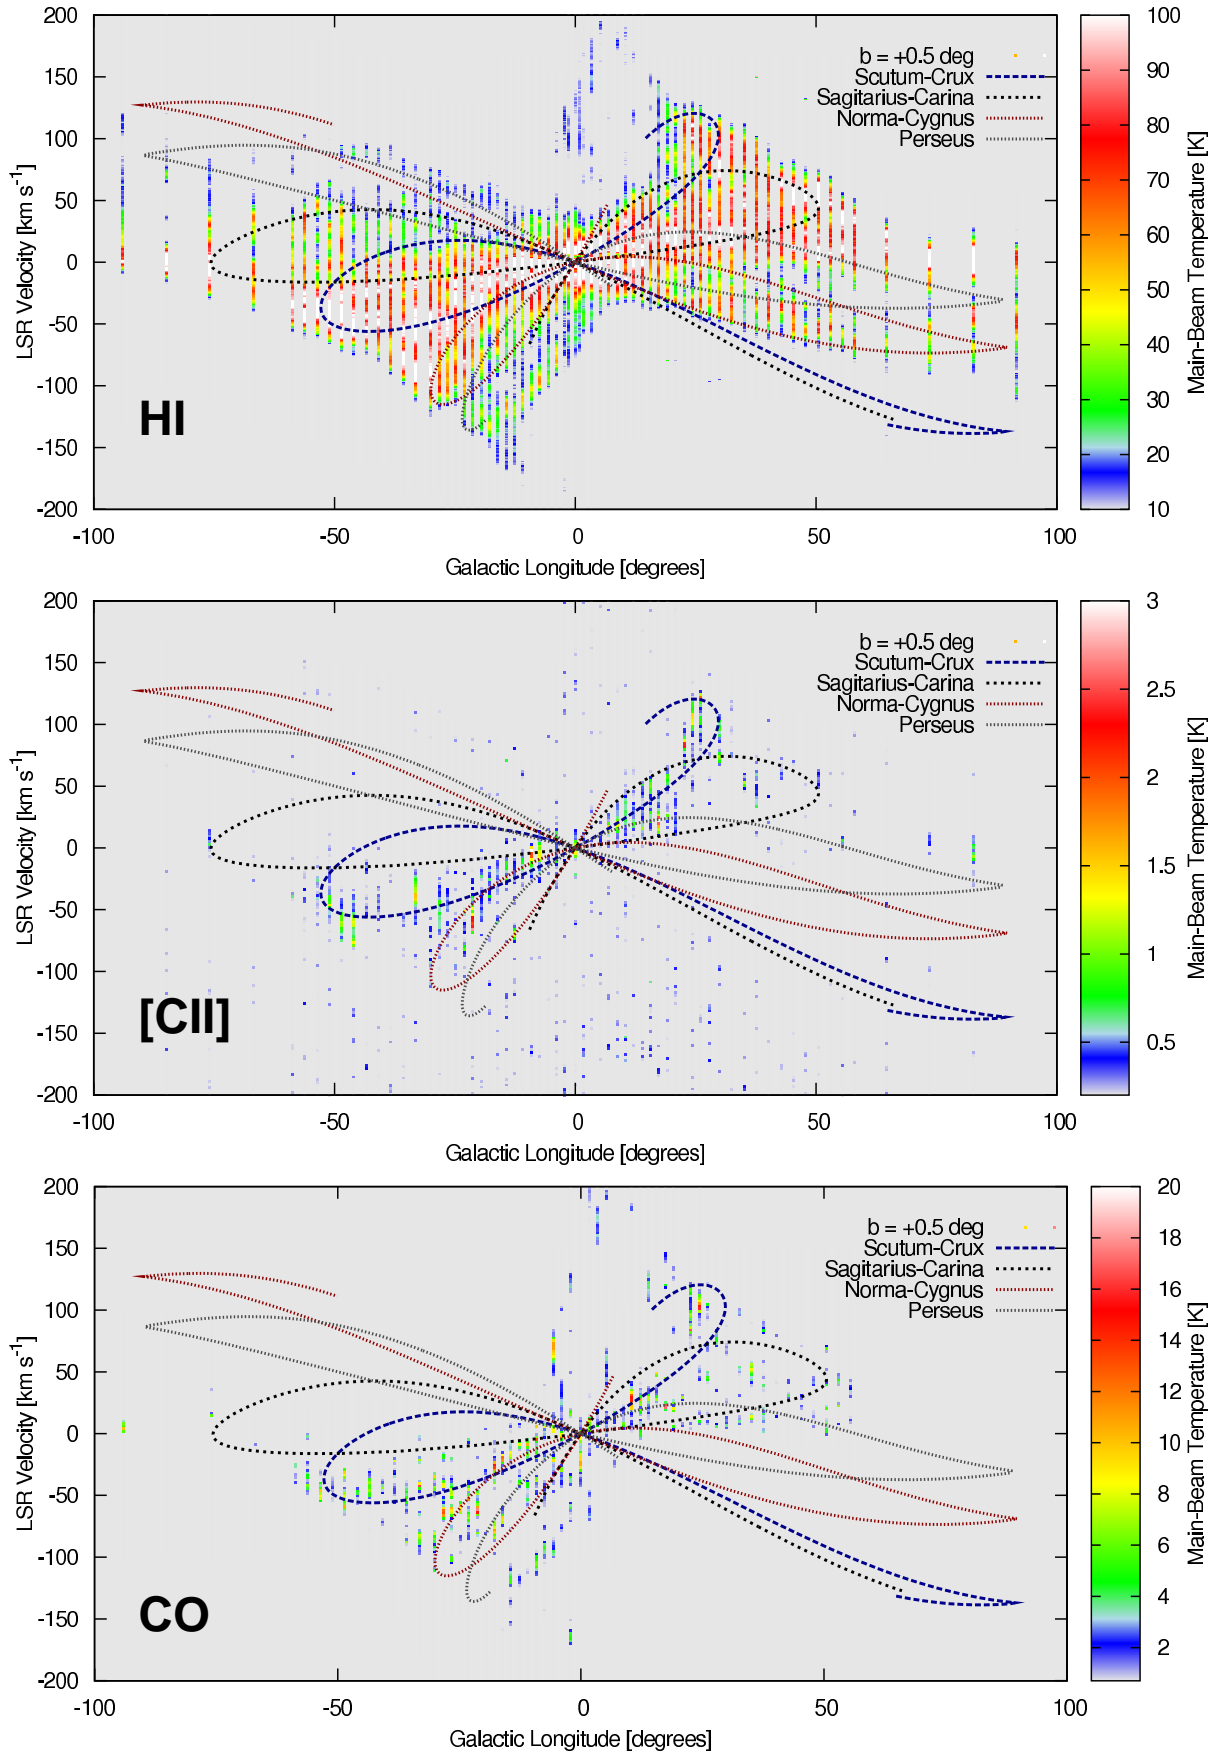 200
150
100
50
0
-50
-100
-150
-200
LSR Velocity [km s⁻¹]
b = +0.5 deg
Scutum-Crux
Sagitarius-Carina
Norma-Cygnus
Perseus
HI
-100
-50
0
50
100
Galactic Longitude [degrees]
100
90
80
70
60
50
40
30
20
10
Main-Beam Temperature [K]
200
150
100
50
0
-50
-100
-150
-200
LSR Velocity [km s⁻¹]
b = +0.5 deg
Scutum-Crux
Sagitarius-Carina
Norma-Cygnus
Perseus
[CII]
-100
-50
0
50
100
Galactic Longitude [degrees]
3
2.5
2
1.5
1
0.5
Main-Beam Temperature [K]
200
150
100
50
0
-50
-100
-150
-200
LSR Velocity [km s⁻¹]
b = +0.5 deg
Scutum-Crux
Sagitarius-Carina
Norma-Cygnus
Perseus
CO
-100
-50
0
50
100
Galactic Longitude [degrees]
20
18
16
14
12
10
8
6
4
2
Main-Beam Temperature [K]